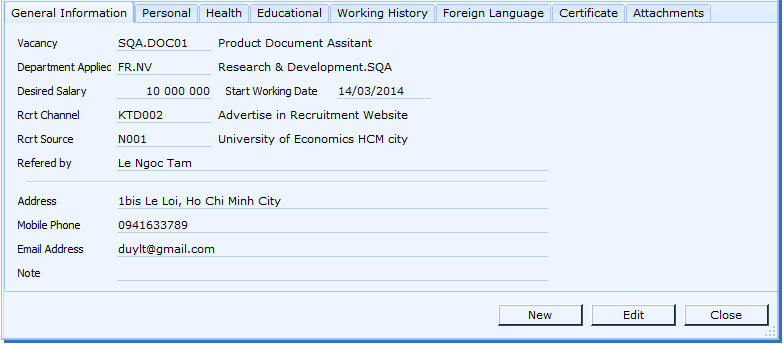 General Information Personal Health Educational Working History Foreign Language Certificate Attachments
Vacancy SQA.DOC01 Product Document Assitant
Department Applied FR.NV Research & Development.SQA
Desired Salary 10 000 000 Start Working Date 14/03/2014
Rcrt Channel KTD002 Advertise in Recruitment Website
Rcrt Source N001 University of Economics HCM city
Refered by Le Ngoc Tam
Address 1bis Le Loi, Ho Chi Minh City
Mobile Phone 0941633789
Email Address duylt@gmail.com
Note
New Edit Close